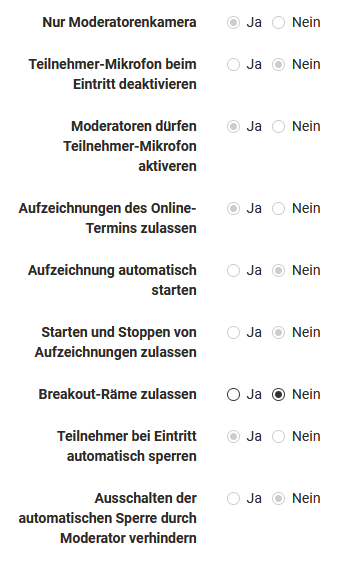 Nur Moderatorenkamera Ja Nein
Teilnehmer-Mikrofon beim Ja Nein
Eintritt deaktivieren
Moderatoren dürfen Ja Nein
Teilnehmer-Mikrofon
aktiveren
Aufzeichnungen des Online- Ja Nein
Termins zulassen
Aufzeichnung automatisch Ja Nein
starten
Starten und Stoppen von Ja Nein
Aufzeichnungen zulassen
Breakout-Räme zulassen Ja Nein
Teilnehmer bei Eintritt Ja Nein
automatisch sperren
Ausschalten der Ja Nein
automatischen Sperre durch
Moderator verhindern